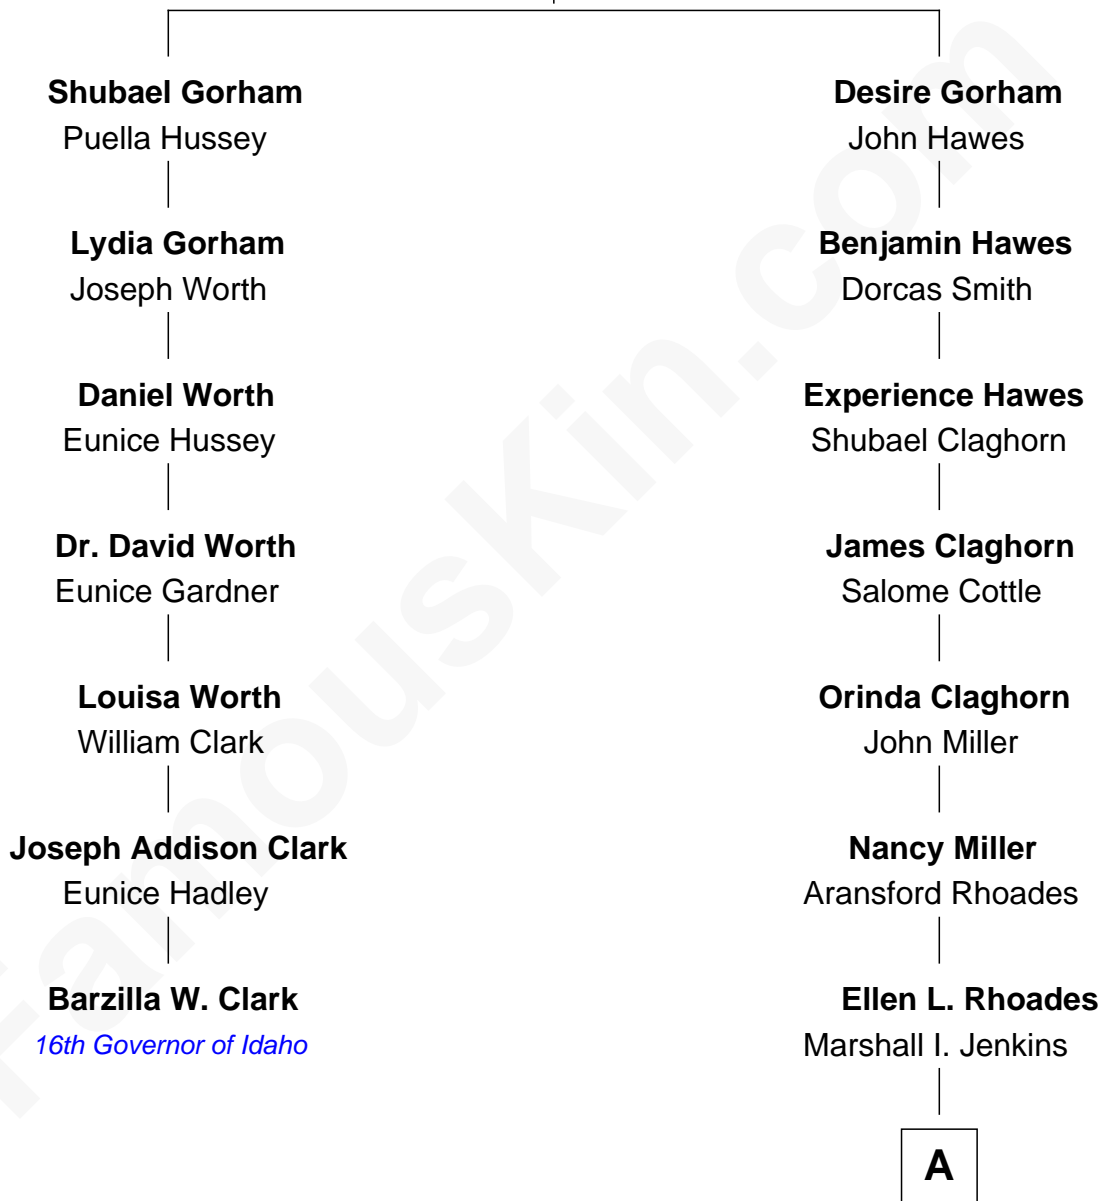 Shubael Gorham
Puella Hussey
Lydia Gorham
Joseph Worth
Daniel Worth
Eunice Hussey
Dr. David Worth
Eunice Gardner
Louisa Worth
William Clark
Joseph Addison Clark
Eunice Hadley
Barzilla W. Clark
16th Governor of Idaho
Desire Gorham
John Hawes
Benjamin Hawes
Dorcas Smith
Experience Hawes
Shubael Claghorn
James Claghorn
Salome Cottle
Orinda Claghorn
John Miller
Nancy Miller
Aransford Rhoades
Ellen L. Rhoades
Marshall I. Jenkins
A
FamousKin.com